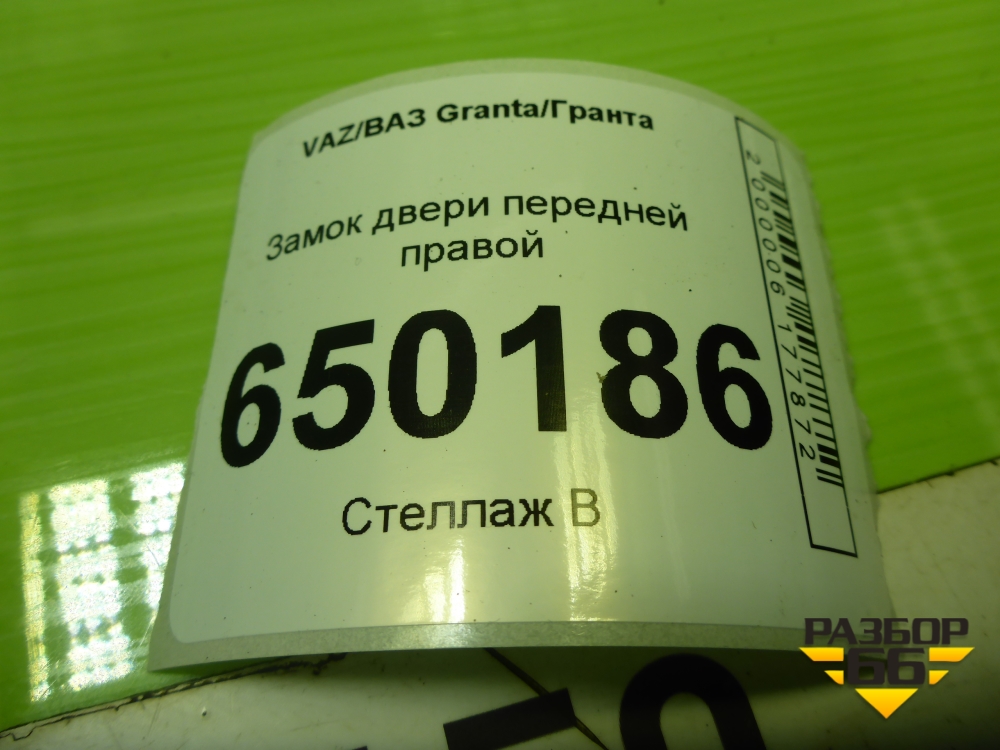 VAZ/ВАЗ Granta/Гранта
Замок двери передней
правой
650186
Стеллаж В
2000006177872
РАЗБОР
66